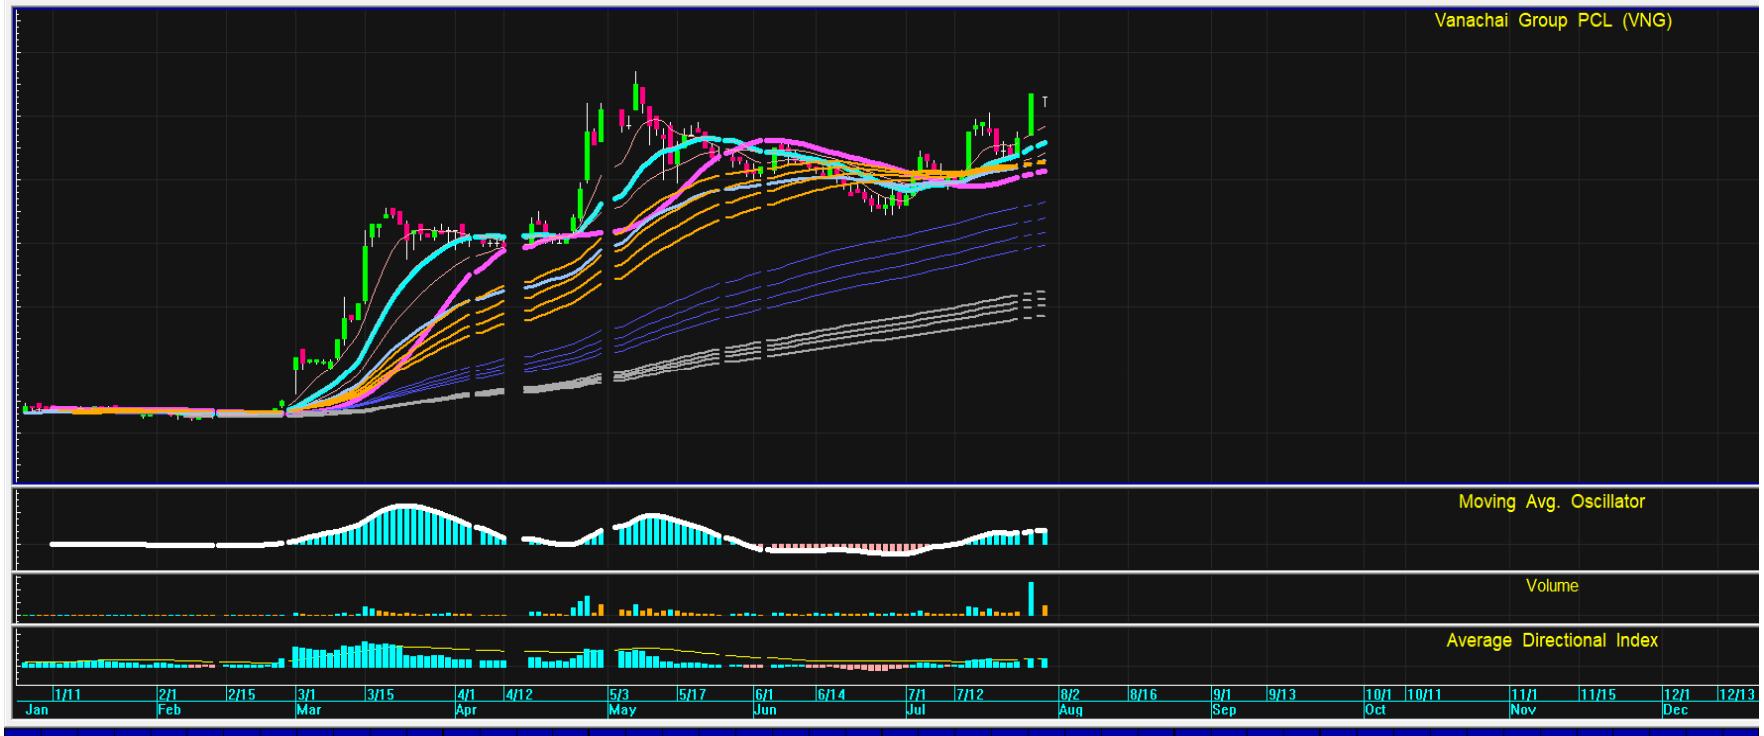 Vanachai Group PCL (VNG)
Moving Avg. Oscillator
Volume
Average Directional Index
1/11 2/1 2/15 3/1 3/15 4/1 4/12 5/3 5/17 6/1 6/14 7/1 7/12 8/2 8/16 9/1 9/13 10/1 10/11 11/1 11/15 12/1 12/13
Jan Feb Mar Apr May Jun Jul Aug Sep Oct Nov Dec